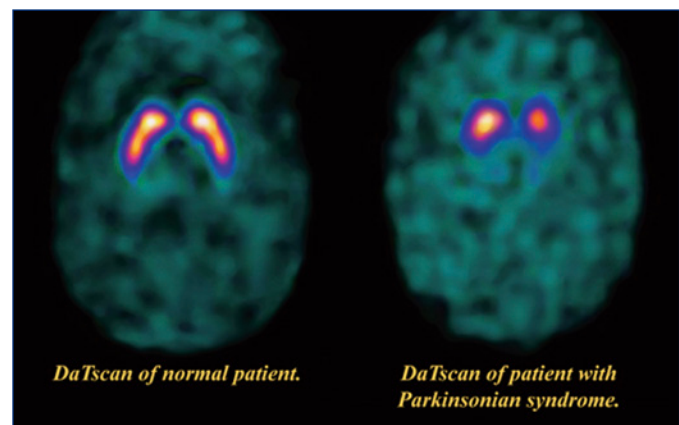 DaTscan of normal patient.
DaTscan of patient with
Parkinsonian syndrome.